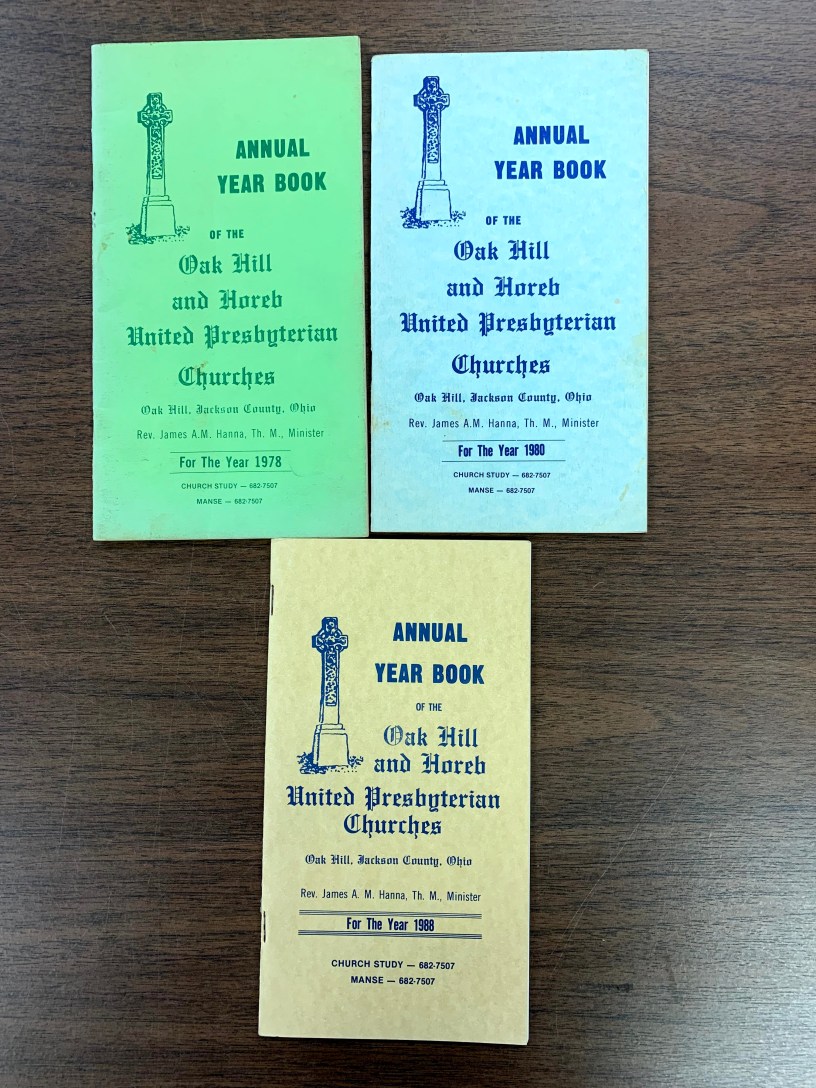 ANNUAL
YEAR BOOK
OF THE
Oak Hill
and Horeb
United Presbyterian
Churches
Oak Hill, Jackson County, Ohio
Rev. James A.M. Hanna, Th. M., Minister
For The Year 1978
CHURCH STUDY — 682-7507
MANSE — 682-7507
ANNUAL
YEAR BOOK
OF THE
Oak Hill
and Horeb
United Presbyterian
Churches
Oak Hill, Jackson County, Ohio
Rev. James A.M. Hanna, Th. M., Minister
For The Year 1980
CHURCH STUDY — 682-7507
MANSE — 682-7507
ANNUAL
YEAR BOOK
OF THE
Oak Hill
and Horeb
United Presbyterian
Churches
Oak Hill, Jackson County, Ohio
Rev. James A. M. Hanna, Th. M., Minister
For The Year 1988
CHURCH STUDY — 682-7507
MANSE — 682-7507